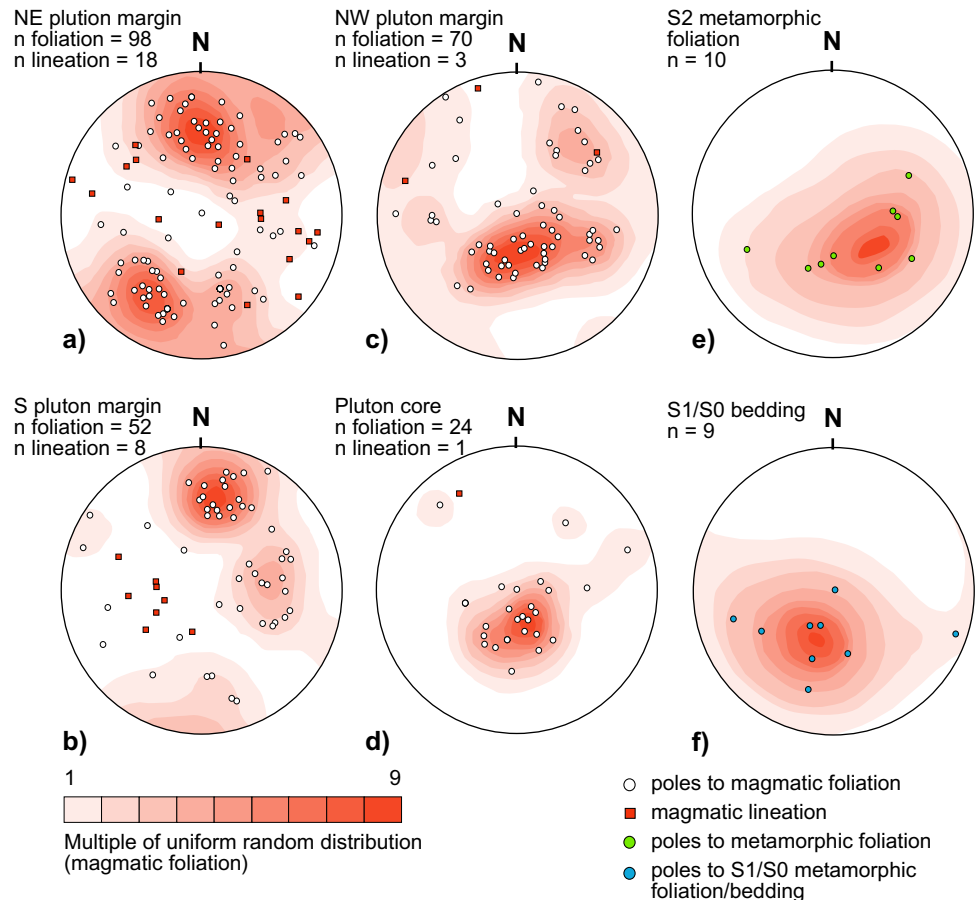 NE pluton margin
n foliation = 98
n lineation = 18
N
a)
NW pluton margin
n foliation = 70
n lineation = 3
N
c)
S2 metamorphic
foliation
n = 10
N
e)
S pluton margin
n foliation = 52
n lineation = 8
N
b)
Pluton core
n foliation = 24
n lineation = 1
N
d)
S1/S0 bedding
n = 9
N
f)
1 9
Multiple of uniform random distribution
(magmatic foliation)
poles to magmatic foliation
magmatic lineation
poles to metamorphic foliation
poles to S1/S0 metamorphic
foliation/bedding